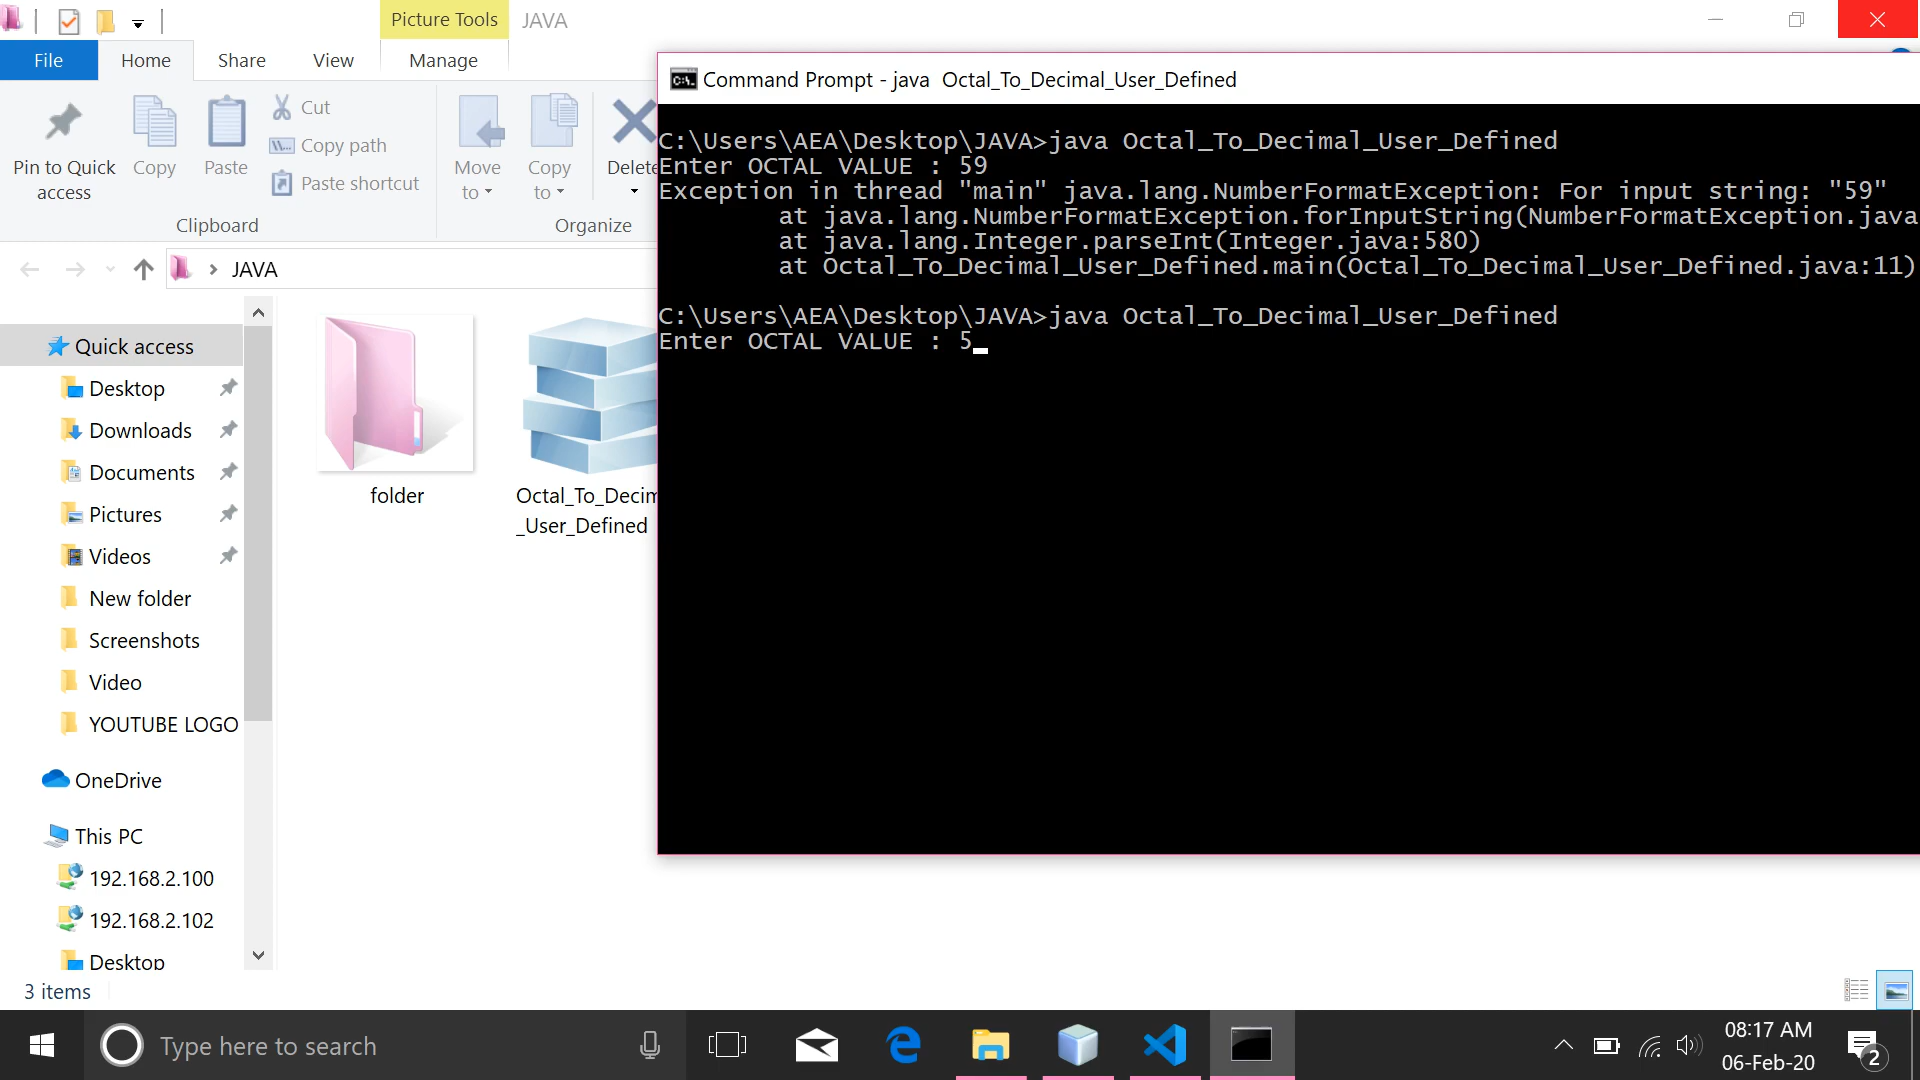 Picture Tools
JAVA
File
Home
Share
View
Manage
Pin to Quick
access
Copy
Paste
Cut
Copy path
Paste shortcut
Move
to
Copy
to
Delete
Clipboard
Organize
JAVA
Quick access
Desktop
Downloads
Documents
Pictures
Videos
New folder
Screenshots
Video
YOUTUBE LOGO
OneDrive
This PC
192.168.2.100
192.168.2.102
Desktop
folder
Octal_To_Decim
_User_Defined
Command Prompt - java  Octal_To_Decimal_User_Defined
C:\Users\AEA\Desktop\JAVA>java Octal_To_Decimal_User_Defined
Enter OCTAL VALUE : 59
Exception in thread "main" java.lang.NumberFormatException: For input string: "59"
at java.lang.NumberFormatException.forInputString(NumberFormatException.java
at java.lang.Integer.parseInt(Integer.java:580)
at Octal_To_Decimal_User_Defined.main(Octal_To_Decimal_User_Defined.java:11)
C:\Users\AEA\Desktop\JAVA>java Octal_To_Decimal_User_Defined
Enter OCTAL VALUE : 5
3 items
Type here to search
08:17 AM
06-Feb-20
2